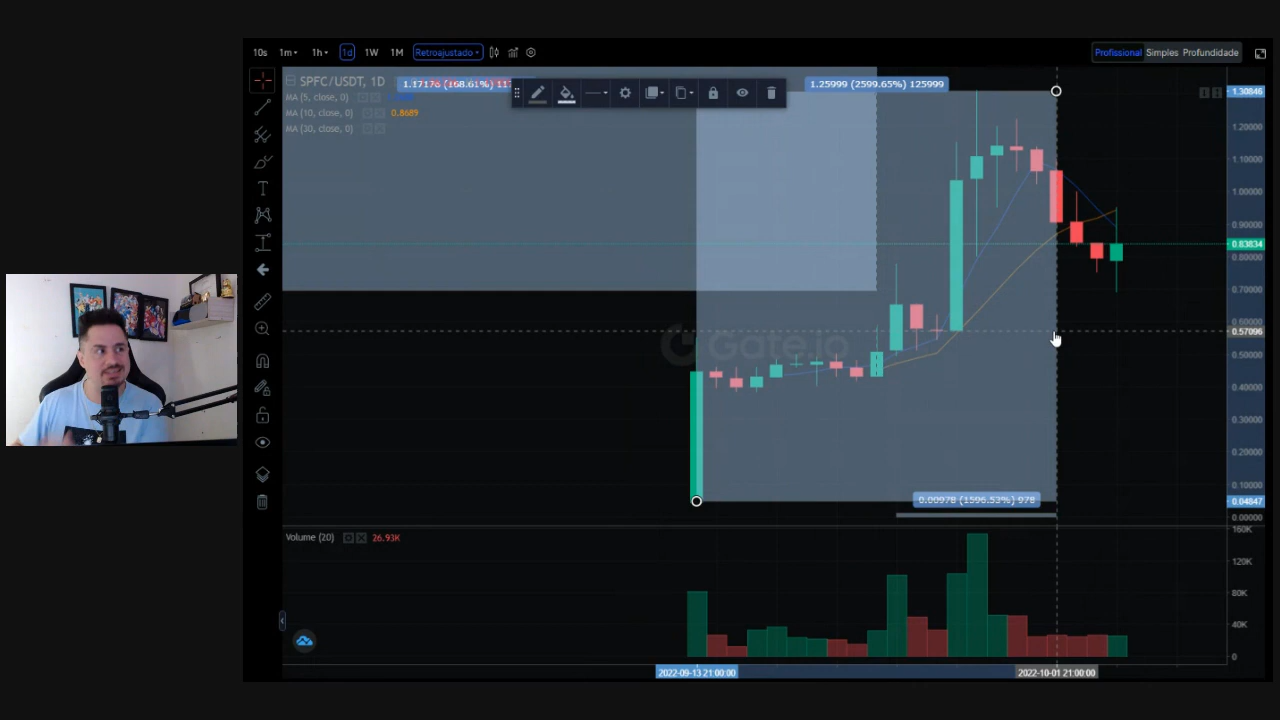 10s 1m 1h 1d 1W 1M Retroajustado Profissional Simples Profundidade
SPFC/USDT, 1D
1.25999 (2599.65%) 125999
1.30846
MA (5, close, 0)
MA (10, close, 0) 0.8689
MA (30, close, 0)
1.20000
1.10000
1.00000
0.90000
0.83834
0.80000
0.70000
0.60000
0.57096
Gate.io
0.50000
0.40000
0.30000
0.20000
0.10000
0.00978 (1596.53%) 978
0.04847
0.00000
160K
Volume (20) 26.93K
120K
80K
40K
0
2022-09-13 21:00:00 2022-10-01 21:00:00